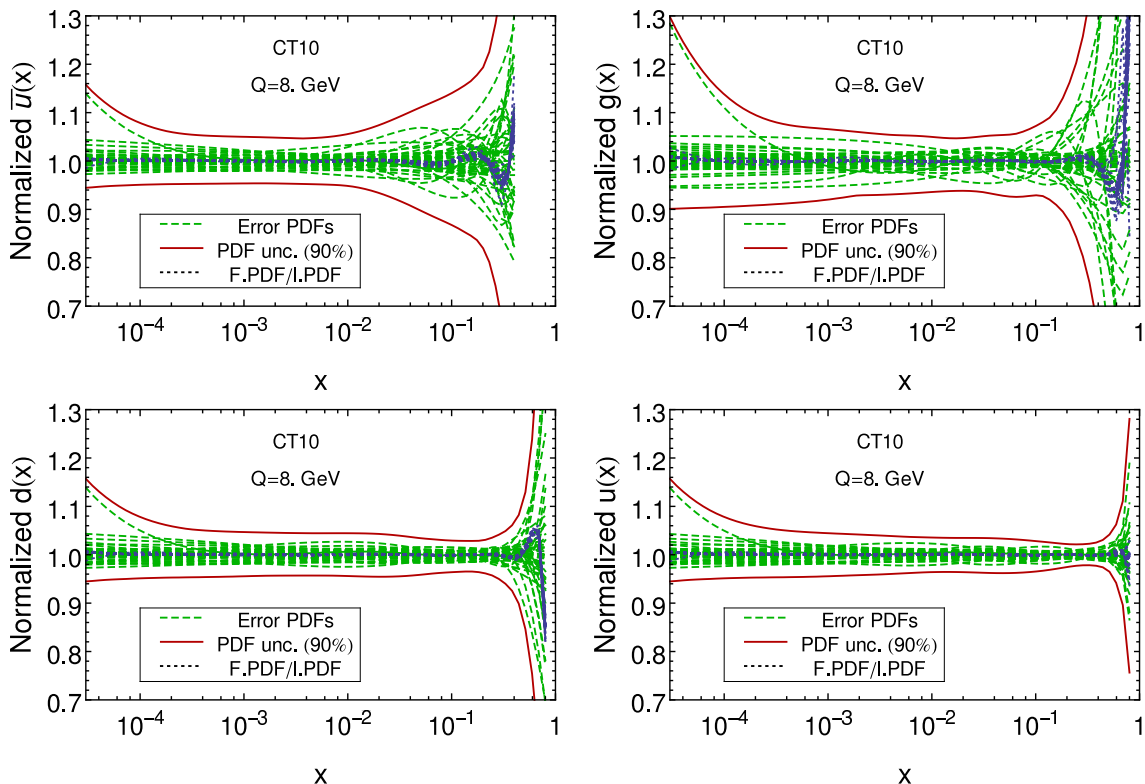 Normalized u̅(x)
1.3
1.2
1.1
1.0
0.9
0.8
0.7
CT10
Q=8. GeV
Error PDFs
PDF unc. (90%)
F.PDF/I.PDF
10⁻⁴ 10⁻³ 10⁻² 10⁻¹ 1
x
Normalized g(x)
1.3
1.2
1.1
1.0
0.9
0.8
0.7
CT10
Q=8. GeV
Error PDFs
PDF unc. (90%)
F.PDF/I.PDF
10⁻⁴ 10⁻³ 10⁻² 10⁻¹ 1
x
Normalized d(x)
1.3
1.2
1.1
1.0
0.9
0.8
0.7
CT10
Q=8. GeV
Error PDFs
PDF unc. (90%)
F.PDF/I.PDF
10⁻⁴ 10⁻³ 10⁻² 10⁻¹ 1
x
Normalized u(x)
1.3
1.2
1.1
1.0
0.9
0.8
0.7
CT10
Q=8. GeV
Error PDFs
PDF unc. (90%)
F.PDF/I.PDF
10⁻⁴ 10⁻³ 10⁻² 10⁻¹ 1
x